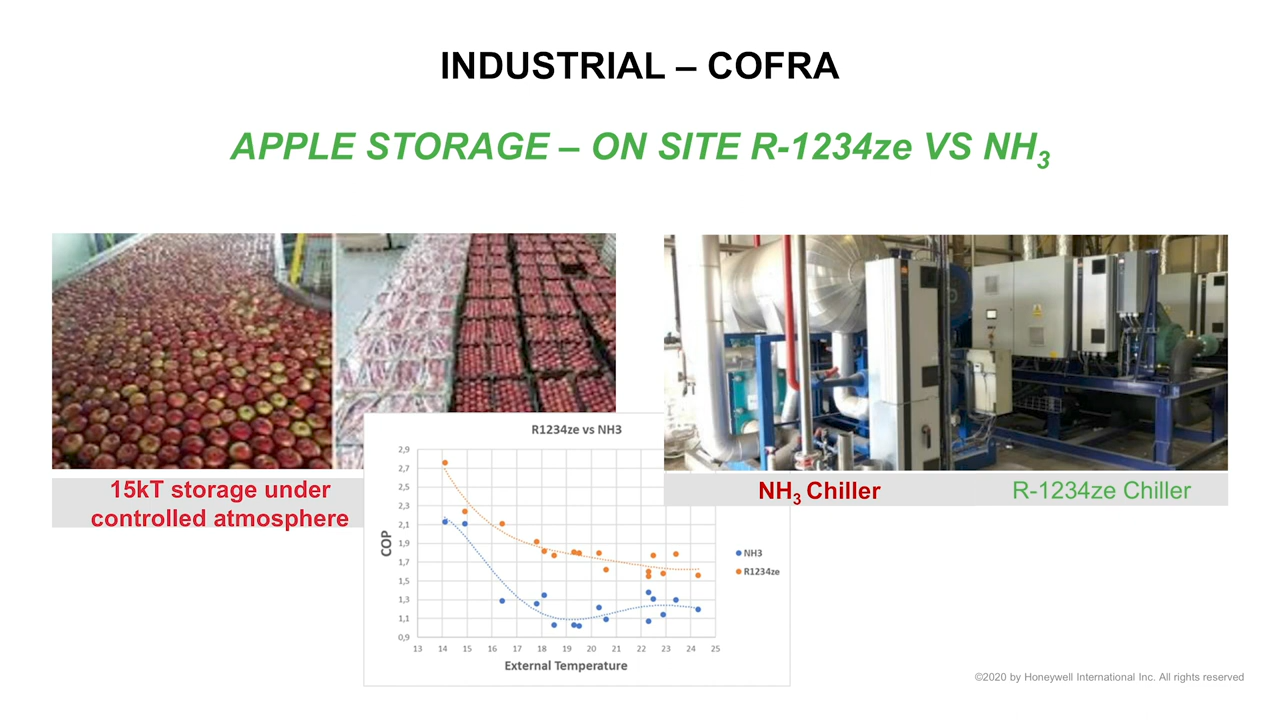 INDUSTRIAL – COFRA
APPLE STORAGE – ON SITE R-1234ze VS NH3
15kT storage under
controlled atmosphere
NH3 Chiller
R-1234ze Chiller
R1234ze vs NH3
2,9
2,7
2,5
2,3
2,1
1,9
1,7
1,5
1,3
1,1
0,9
COP
13 14 15 16 17 18 19 20 21 22 23 24 25
External Temperature
NH3
R1234ze
©2020 by Honeywell International Inc. All rights reserved